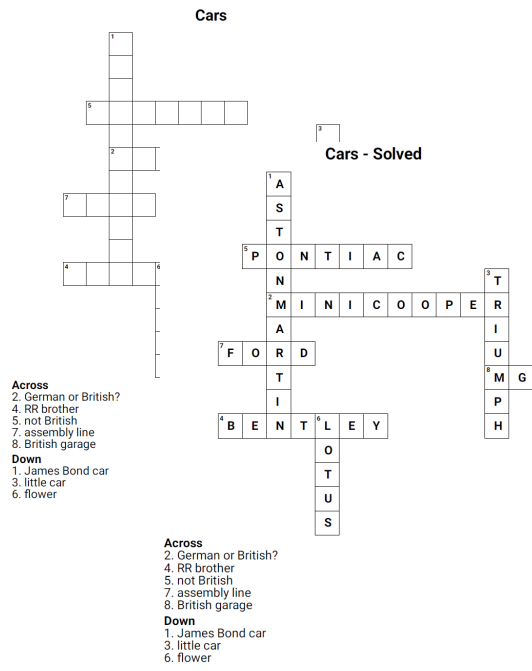 Cars
1
5
3
2
7
4
6
Across
2. German or British?
4. RR brother
5. not British
7. assembly line
8. British garage
Down
1. James Bond car
3. little car
6. flower
Cars - Solved
1 A
S
T
5 P O N T I A C
N 3 T
2 M I N I C O O P E R
A I
7 F O R D U
T 8 M G
I P
4 B E N T 6 L E Y H
O
T
U
S
Across
2. German or British?
4. RR brother
5. not British
7. assembly line
8. British garage
Down
1. James Bond car
3. little car
6. flower